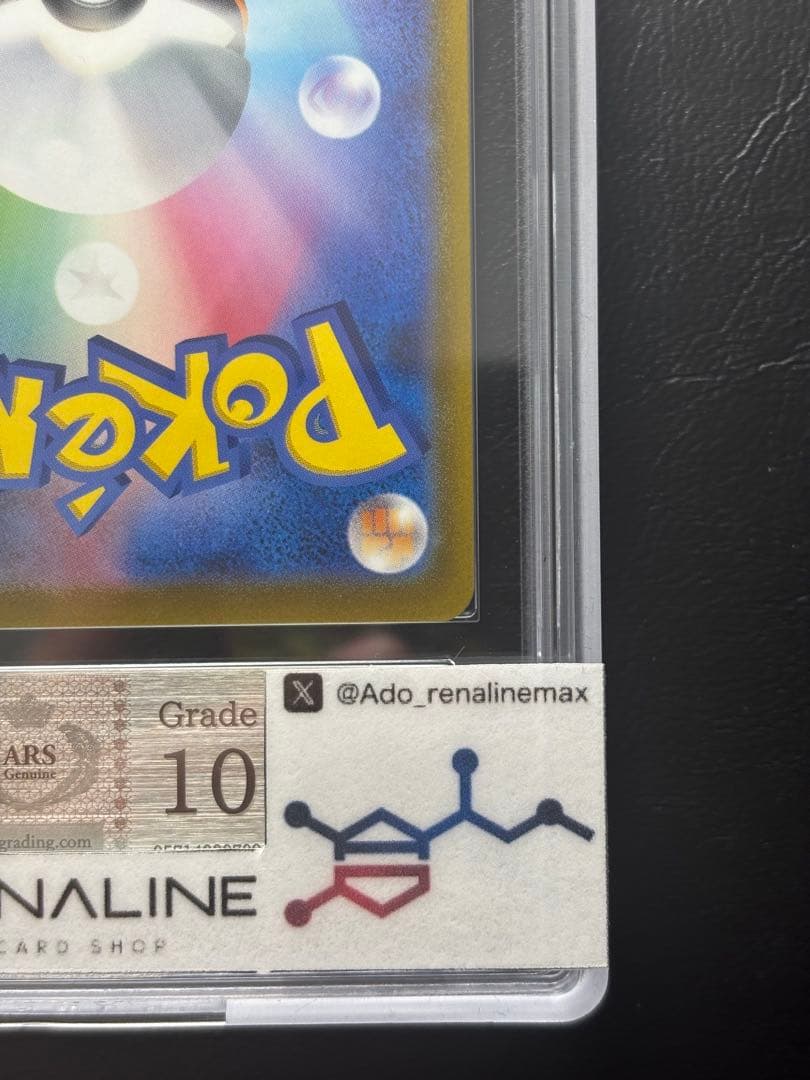 Pokém
Grade
10
ARS
Genuine
grading.com
X @Ado_renalinemax
NALINE
CARD SHOP